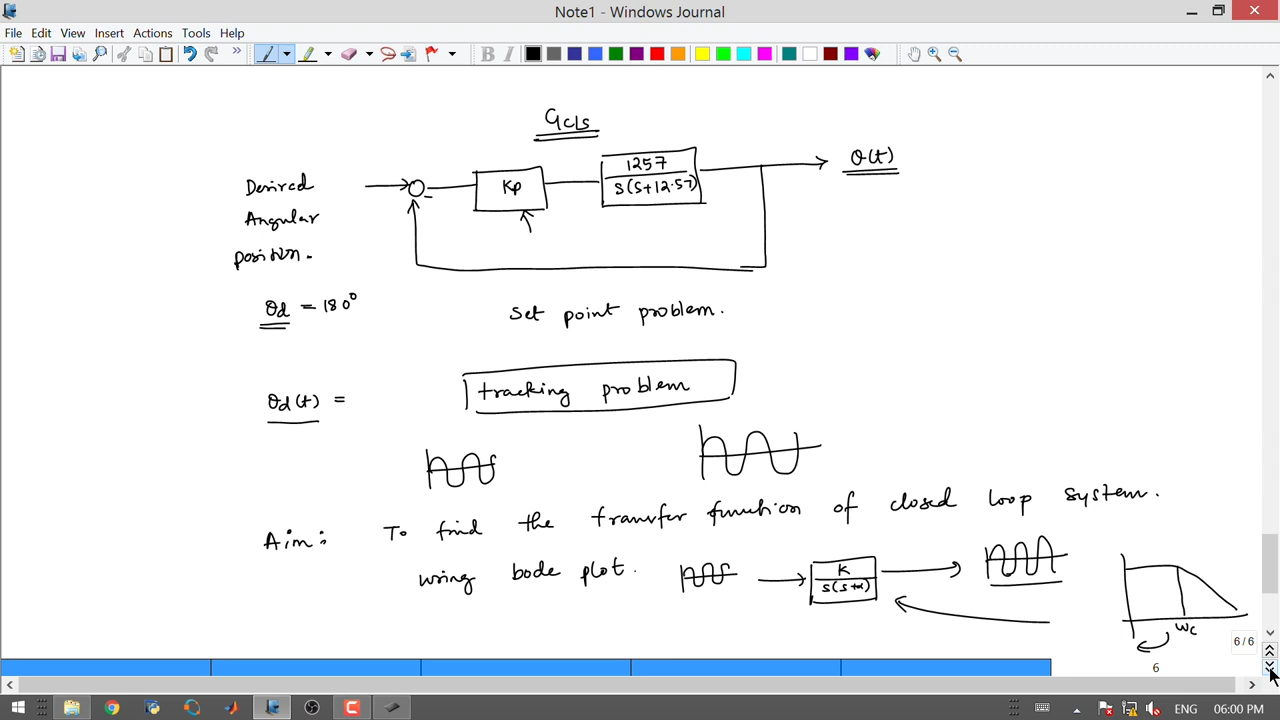 Note1 - Windows Journal
File Edit View Insert Actions Tools Help
Gcls
Desired
Angular
position.
Kp
1257
s(s+12.57)
θ(t)
θd = 180°
set point problem.
θd(t) =
tracking problem
Aim: To find the transfer function of closed loop system.
using bode plot.
K
s(s+α)
ωc
6 / 6
6
ENG 06:00 PM